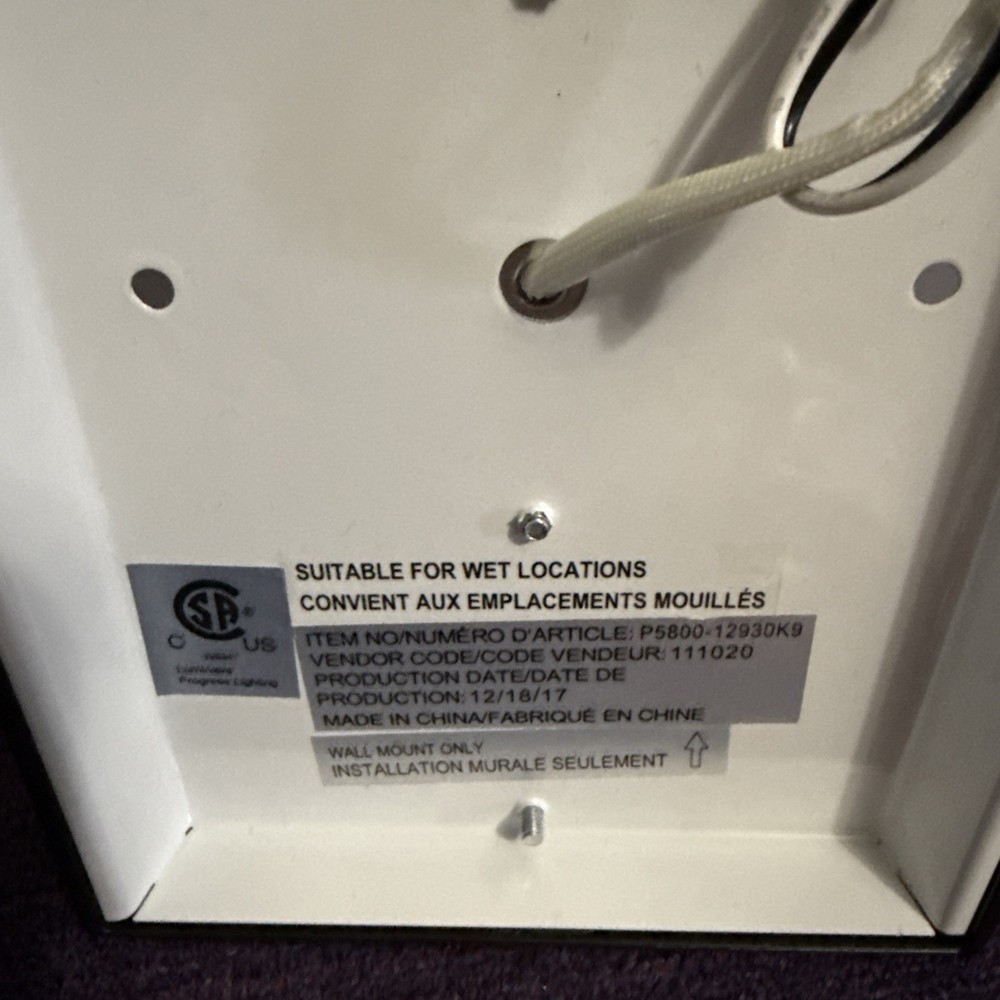 SUITABLE FOR WET LOCATIONS
CONVIENT AUX EMPLACEMENTS MOUILLÉS
SA®
C US
Progress Lighting
ITEM NO/NUMÉRO D'ARTICLE: P5800-12930K9
VENDOR CODE/CODE VENDEUR: 111020
PRODUCTION DATE/DATE DE
PRODUCTION: 12/18/17
MADE IN CHINA/FABRIQUÉ EN CHINE
WALL MOUNT ONLY
INSTALLATION MURALE SEULEMENT